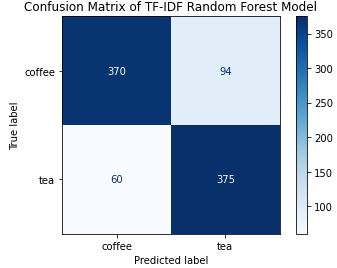 Confusion Matrix of TF-IDF Random Forest Model
coffee
370
94
tea
60
375
coffee
tea
True label
Predicted label
350
300
250
200
150
100